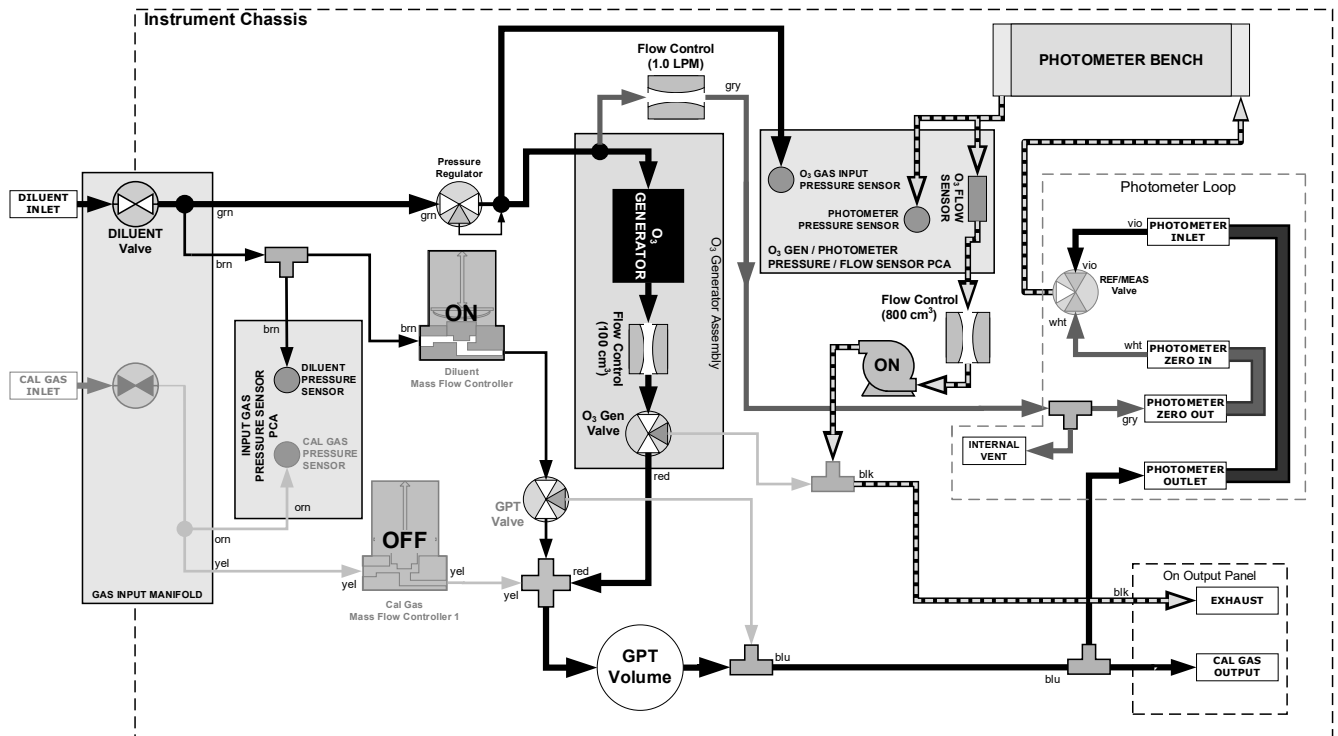 Instrument Chassis
Flow Control
(1.0 LPM)
gry
PHOTOMETER BENCH
Pressure
Regulator
DILUENT
INLET
DILUENT
Valve
grn
grn
brn
O₃
GENERATOR
O₃ Generator Assembly
O₃ GAS INPUT
PRESSURE SENSOR
PHOTOMETER
PRESSURE SENSOR
O₃ FLOW
SENSOR
O₃ GEN / PHOTOMETER
PRESSURE / FLOW SENSOR PCA
Photometer Loop
vio
PHOTOMETER
INLET
vio
REF/MEAS
Valve
wht
wht
PHOTOMETER
ZERO IN
PHOTOMETER
ZERO OUT
gry
INTERNAL
VENT
PHOTOMETER
OUTLET
Flow Control
(800 cm³)
ON
ON
brn
Diluent
Mass Flow Controller
brn
DILUENT
PRESSURE
SENSOR
INPUT GAS
PRESSURE SENSOR
PCA
CAL GAS
PRESSURE
SENSOR
CAL GAS
INLET
Flow Control
(100 cm³)
O₃ Gen
Valve
red
blk
GPT
Valve
orn
orn
yel
OFF
yel
yel
yel
red
Cal Gas
Mass Flow Controller 1
GAS INPUT MANIFOLD
GPT
Volume
blu
blu
On Output Panel
blk
EXHAUST
CAL GAS
OUTPUT